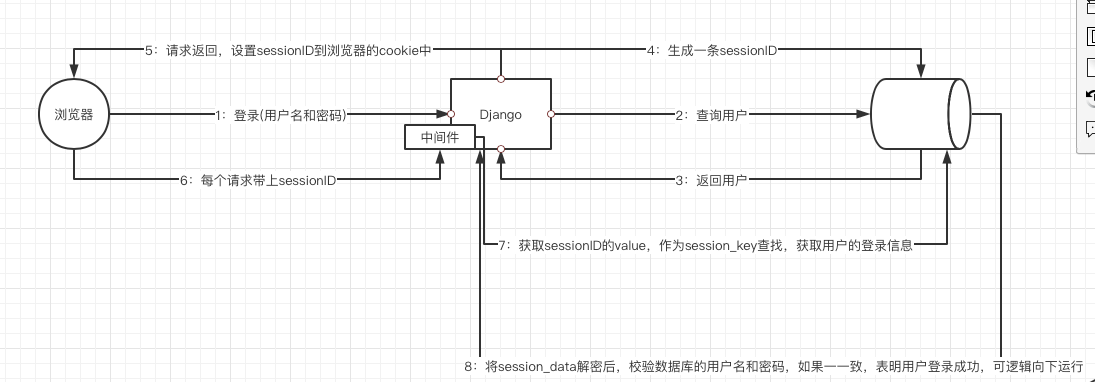 5：请求返回，设置sessionID到浏览器的cookie中
4：生成一条sessionID
浏览器
1：登录(用户名和密码)
Django
2：查询用户
中间件
6：每个请求带上sessionID
3：返回用户
7：获取sessionID的value，作为session_key查找，获取用户的登录信息
8：将session_data解密后，校验数据库的用户名和密码，如果一一致，表明用户登录成功，可逻辑向下运行